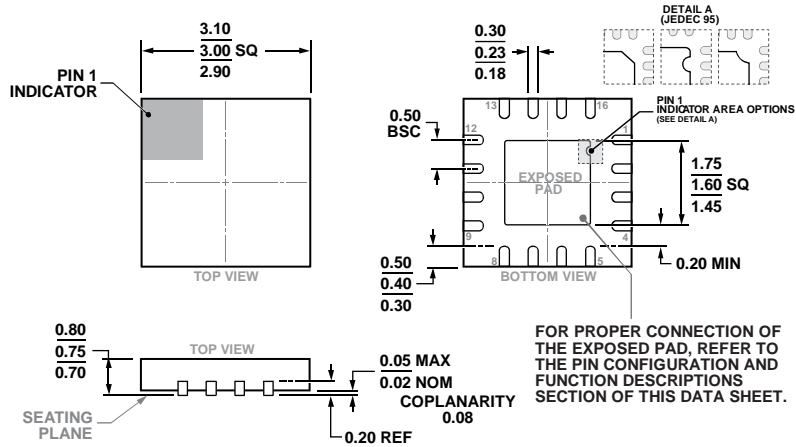 DETAIL A
(JEDEC 95)
3.10
3.00 SQ
2.90
0.30
0.23
0.18
PIN 1
INDICATOR
PIN 1
INDICATOR AREA OPTIONS
(SEE DETAIL A)
13
16
12
1
0.50
BSC
EXPOSED
PAD
1.75
1.60 SQ
1.45
9
4
8
5
TOP VIEW
BOTTOM VIEW
0.50
0.40
0.30
0.20 MIN
FOR PROPER CONNECTION OF
THE EXPOSED PAD, REFER TO
THE PIN CONFIGURATION AND
FUNCTION DESCRIPTIONS
SECTION OF THIS DATA SHEET.
0.80
0.75
0.70
TOP VIEW
0.05 MAX
0.02 NOM
COPLANARITY
0.08
SEATING
PLANE
0.20 REF